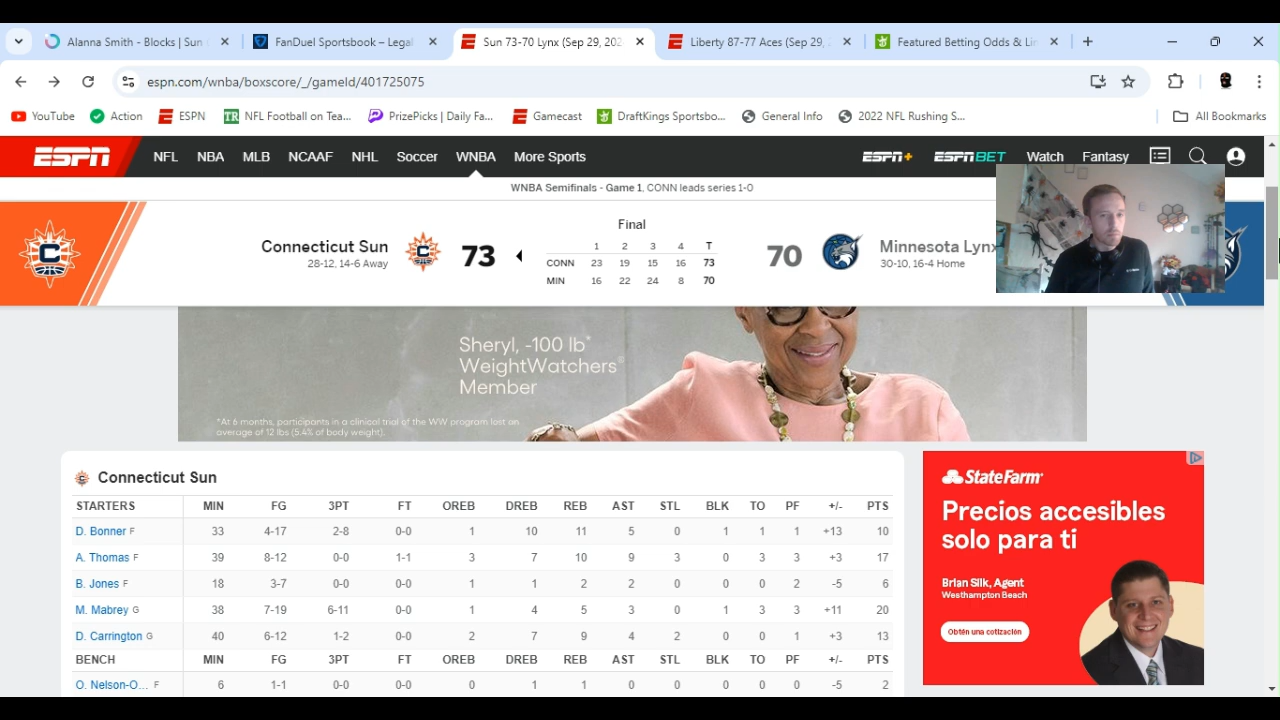 Alanna Smith - Blocks | Sun
FanDuel Sportsbook – Legal
Sun 73-70 Lynx (Sep 29, 202
Liberty 87-77 Aces (Sep 29,
Featured Betting Odds & Lin
espn.com/wnba/boxscore/_/gameId/401725075
YouTube
Action
ESPN
NFL Football on Tea...
PrizePicks | Daily Fa...
Gamecast
DraftKings Sportsbo...
General Info
2022 NFL Rushing S...
All Bookmarks
ESPN NFL NBA MLB NCAAF NHL Soccer WNBA More Sports ESPN+ ESPN BET Watch Fantasy
WNBA Semifinals - Game 1, CONN leads series 1-0
Final
Connecticut Sun
28-12, 14-6 Away
73
1 2 3 4 T
CONN 23 19 15 16 73
MIN 16 22 24 8 70
70
Minnesota Lynx
30-10, 16-4 Home
Sheryl, -100 lb*
WeightWatchers®
Member
*At 6 months, participants in a clinical trial of the WW program lost an
average of 12 lbs (5.4% of body weight).
Connecticut Sun
STARTERS MIN FG 3PT FT OREB DREB REB AST STL BLK TO PF +/- PTS
D. Bonner F 33 4-17 2-8 0-0 1 10 11 5 0 1 1 1 +13 10
A. Thomas F 39 8-12 0-0 1-1 3 7 10 9 3 0 3 3 +3 17
B. Jones F 18 3-7 0-0 0-0 1 1 2 2 0 0 0 2 -5 6
M. Mabrey G 38 7-19 6-11 0-0 1 4 5 3 0 1 3 3 +11 20
D. Carrington G 40 6-12 1-2 0-0 2 7 9 4 2 0 0 1 +3 13
BENCH MIN FG 3PT FT OREB DREB REB AST STL BLK TO PF +/- PTS
O. Nelson-O... F 6 1-1 0-0 0-0 0 1 1 0 0 0 0 0 -5 2
StateFarm
Precios accesibles
solo para ti
Brian Silk, Agent
Westhampton Beach
Obtén una cotización